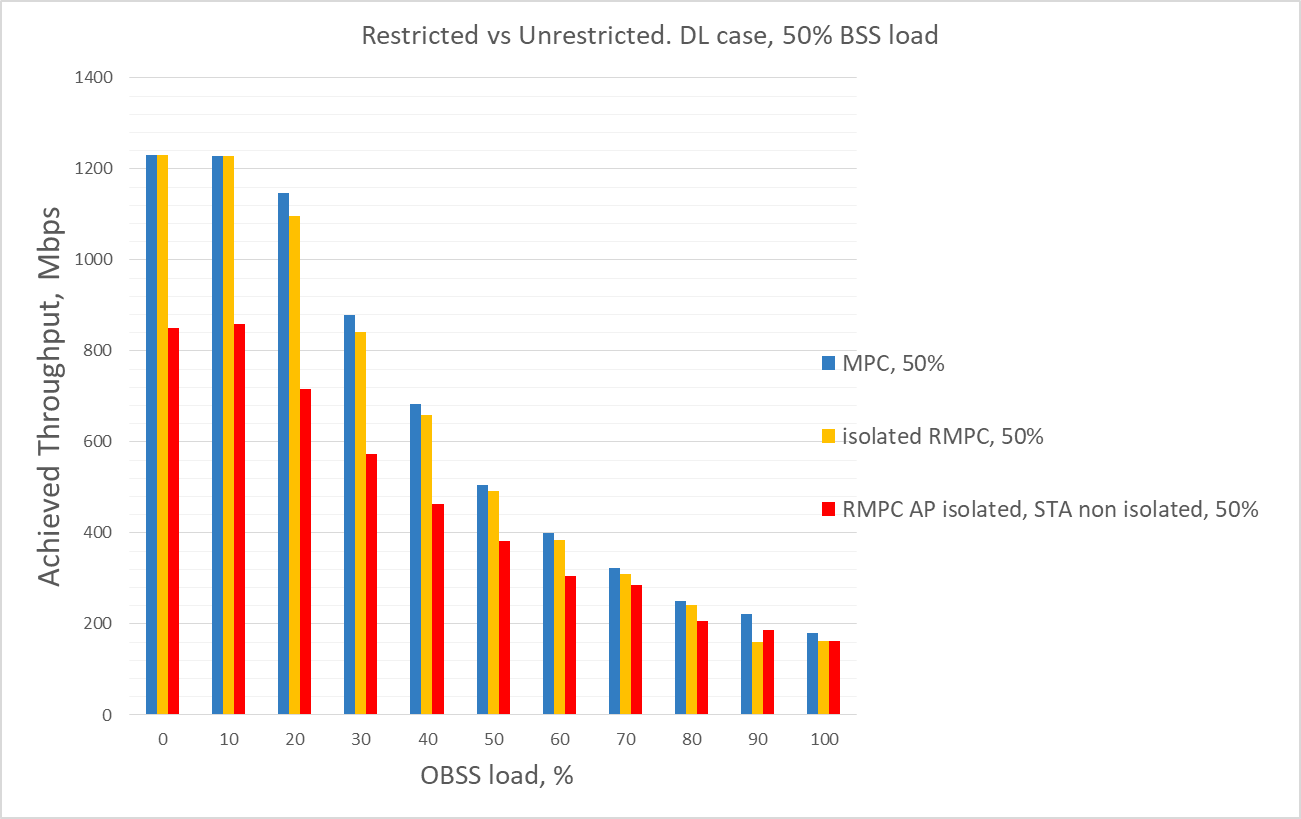 Restricted vs Unrestricted. DL case, 50% BSS load
Achieved Throughput, Mbps
1400
1200
1000
800
600
400
200
0
0 10 20 30 40 50 60 70 80 90 100
OBSS load, %
MPC, 50%
isolated RMPC, 50%
RMPC AP isolated, STA non isolated, 50%